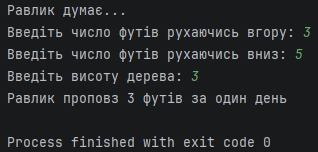 Равлик думає...
Введіть число футів рухаючись вгору: 3
Введіть число футів рухаючись вниз: 5
Введіть висоту дерева: 3
Равлик проповз 3 футів за один день
Process finished with exit code 0